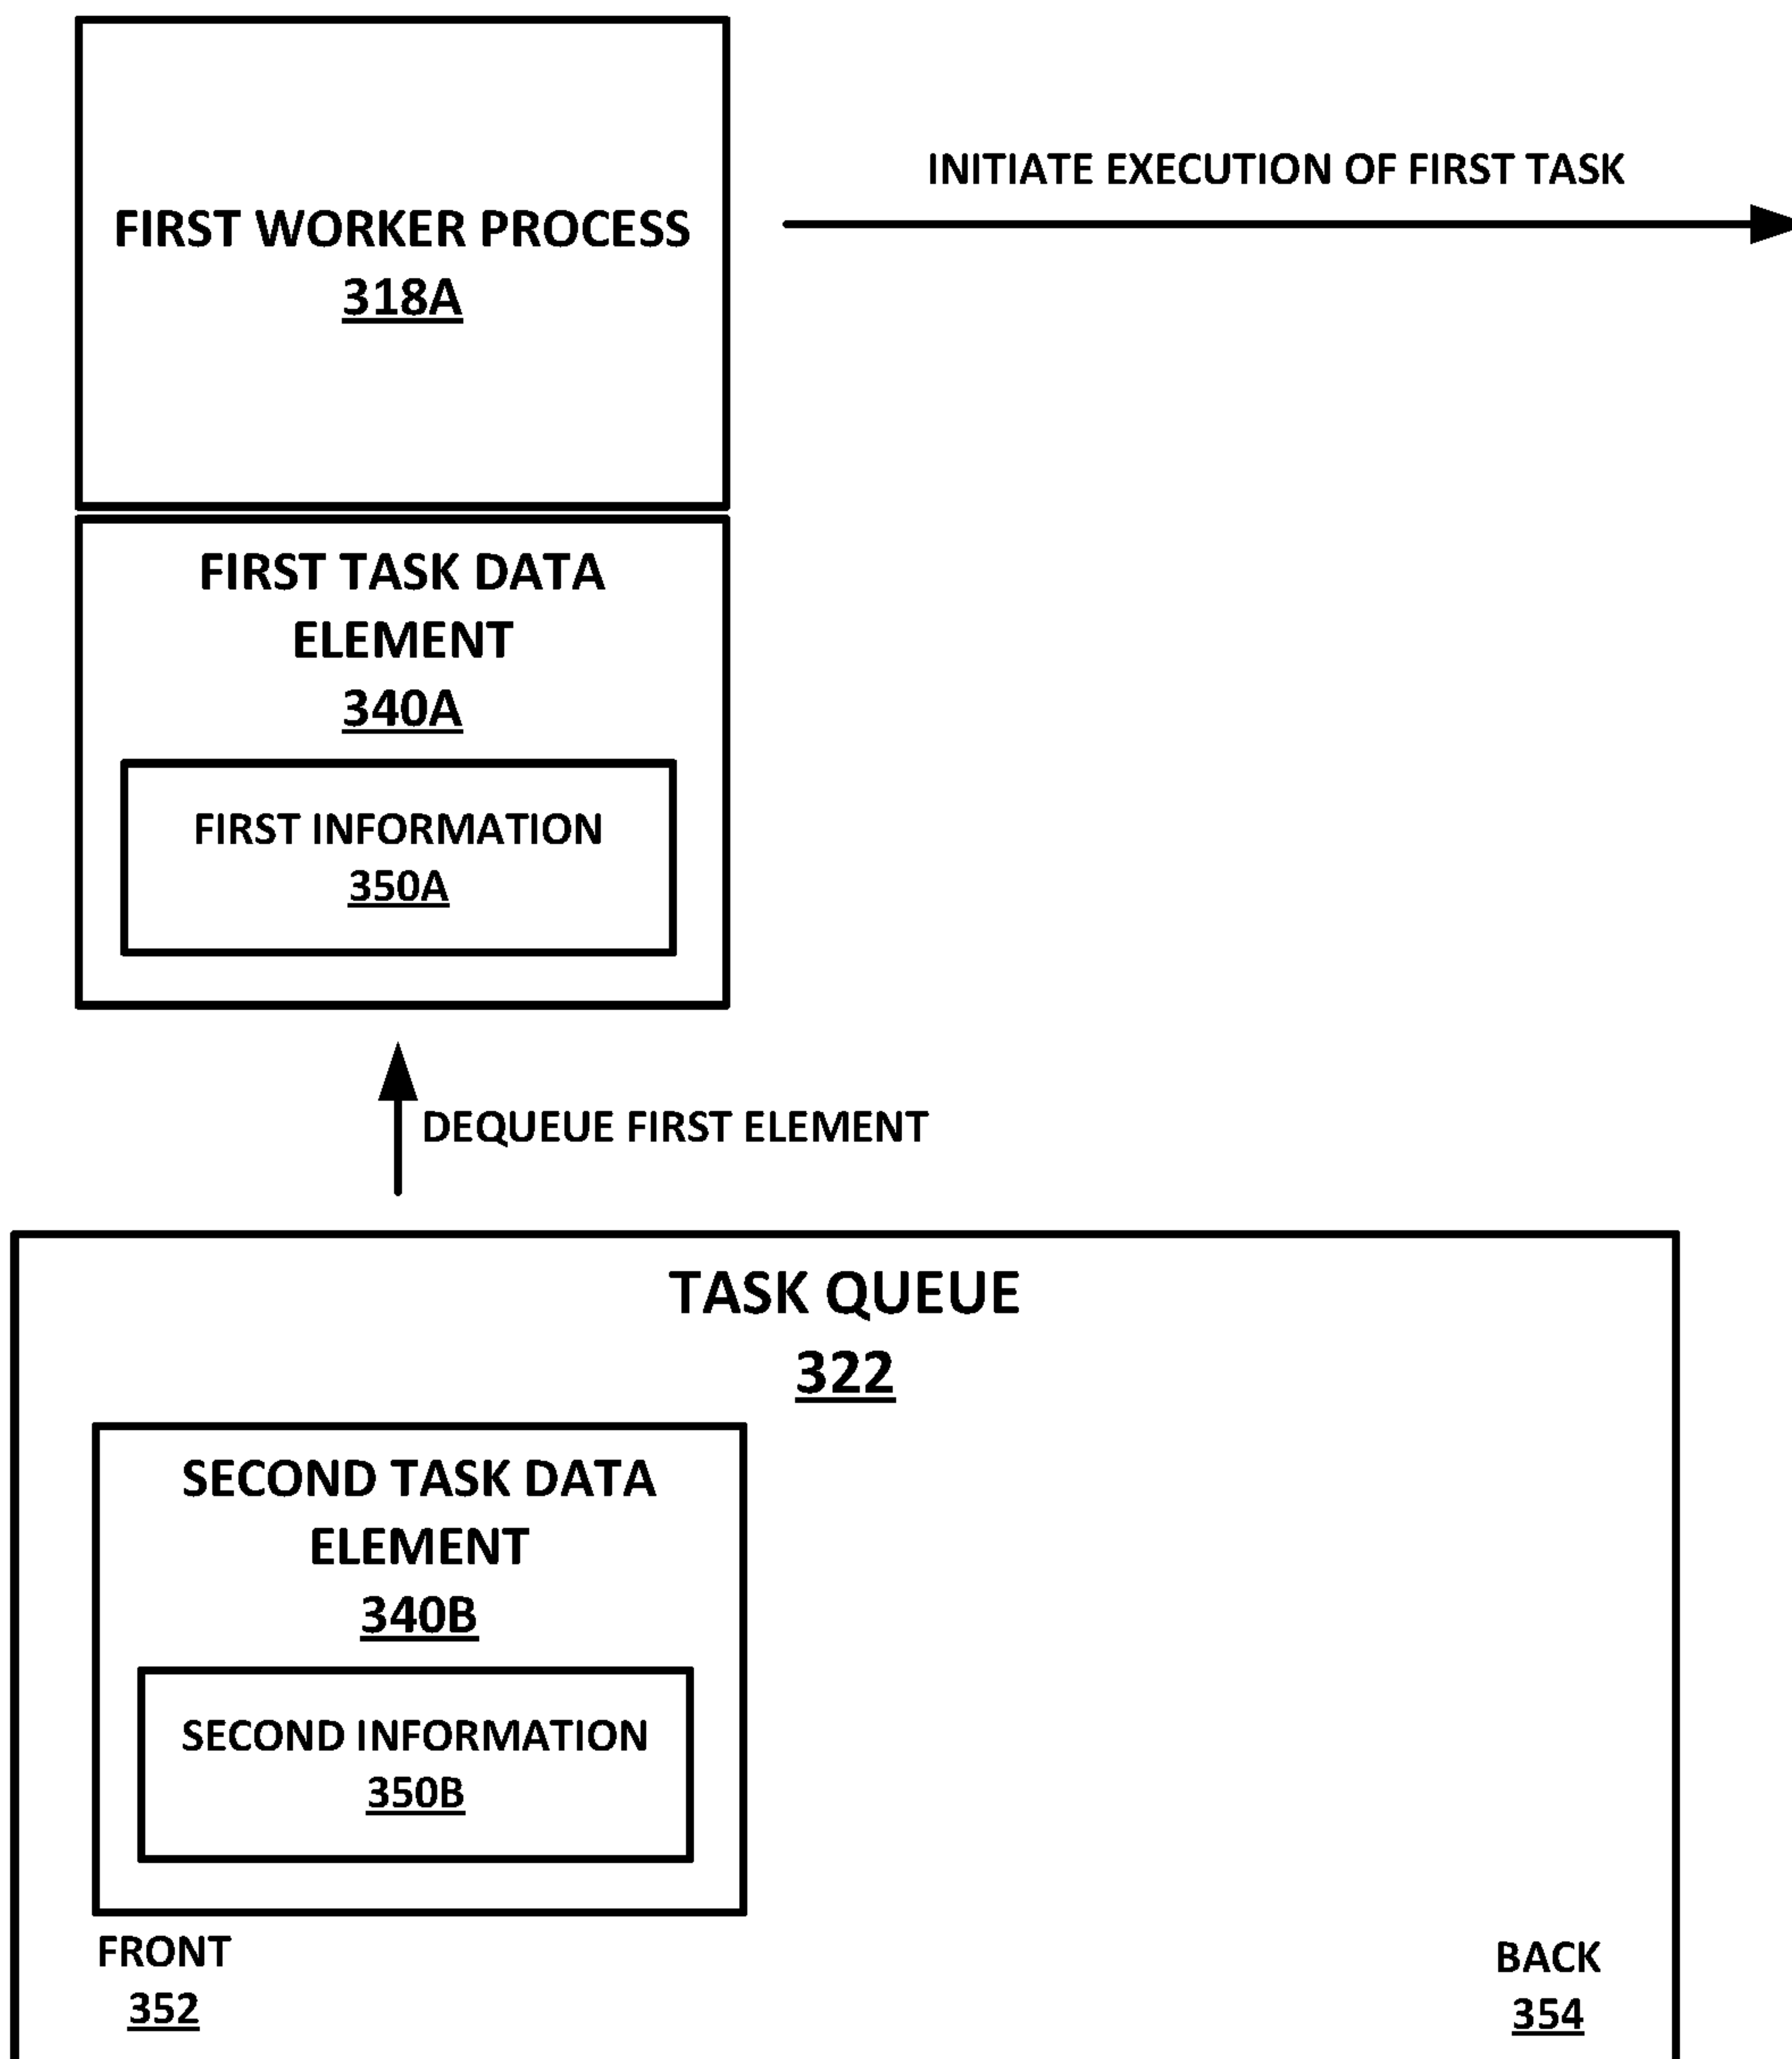 INITIATE EXECUTION OF FIRST TASK
FIRST WORKER PROCESS
318A
FIRST TASK DATA
ELEMENT
340A
FIRST INFORMATION
350A
DEQUEUE FIRST ELEMENT
TASK QUEUE
322
SECOND TASK DATA
ELEMENT
340B
SECOND INFORMATION
350B
FRONT
352
BACK
354